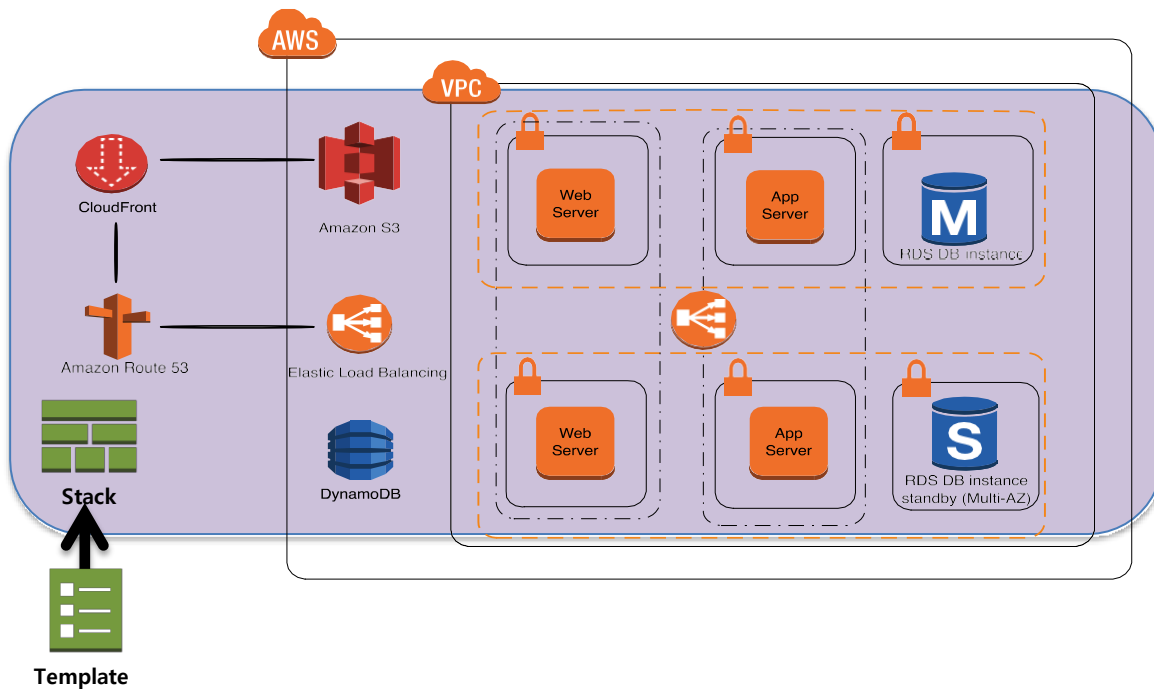 AWS
VPC
CloudFront
Amazon S3
Web
Server
App
Server
M
RDS DB instance
Amazon Route 53
Elastic Load Balancing
Stack
DynamoDB
Web
Server
App
Server
S
RDS DB instance
standby (Multi-AZ)
Template